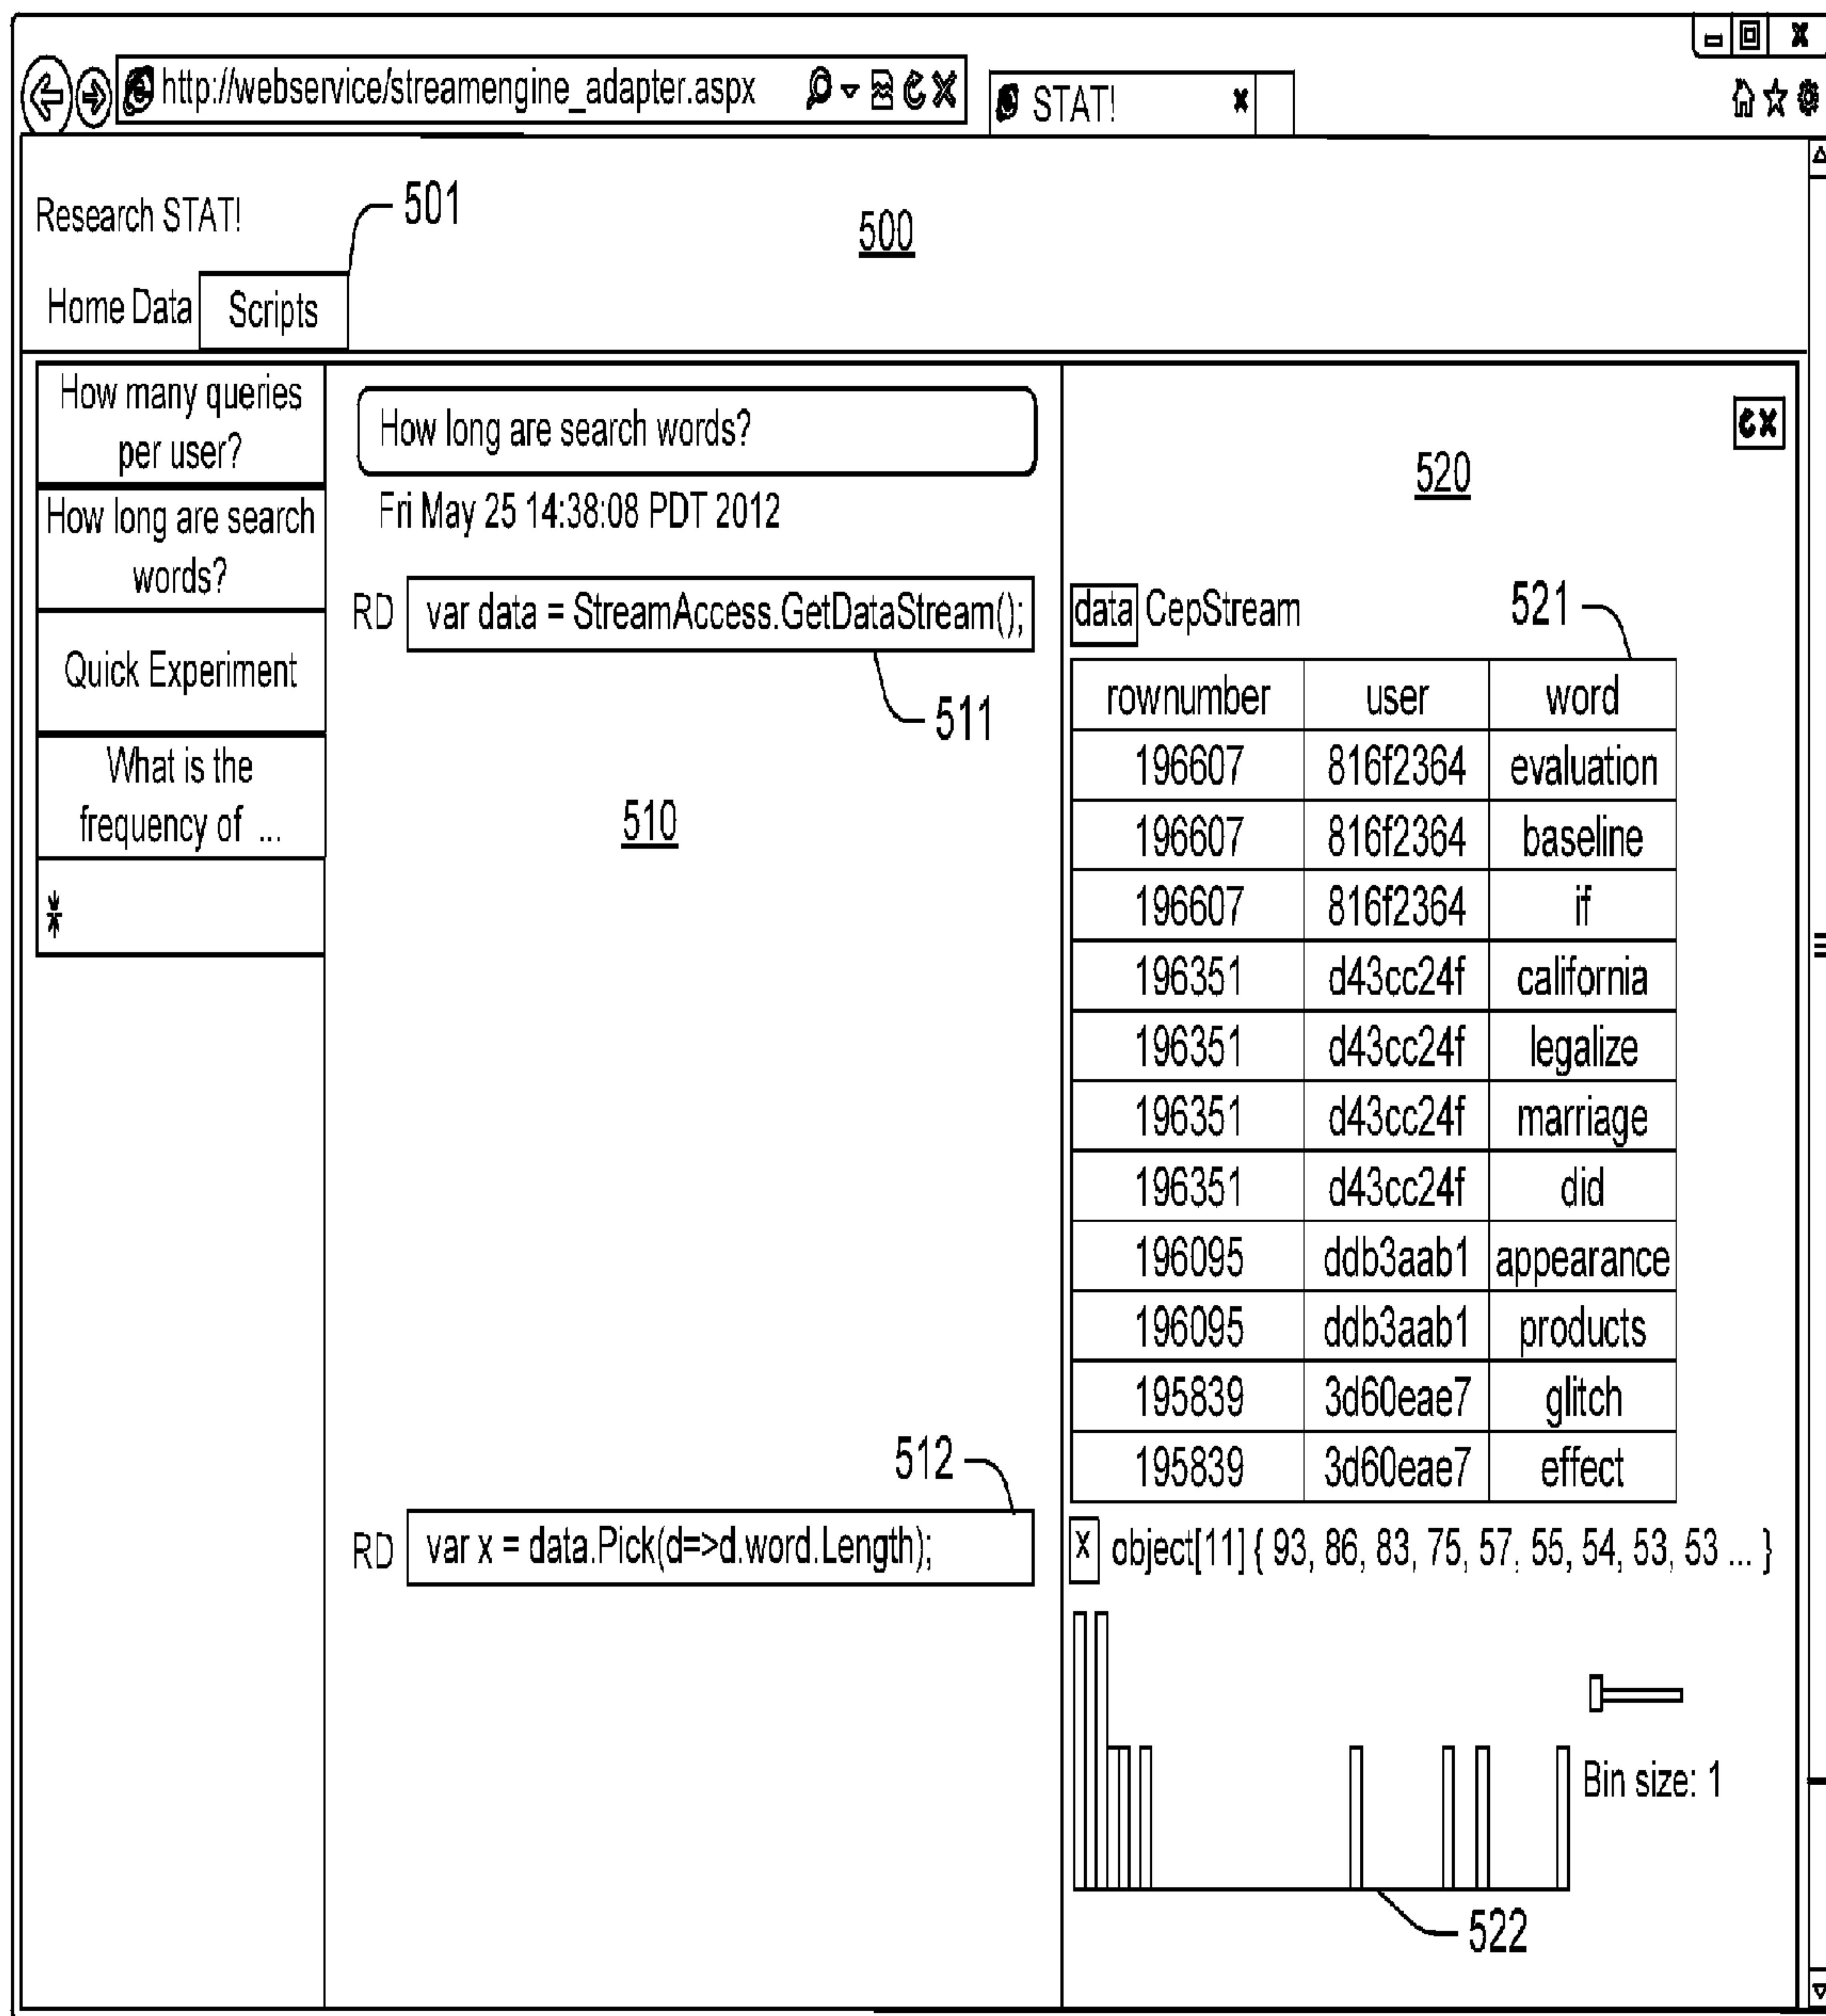 http://webservice/streamengine_adapter.aspx
STAT!
Research STAT!
501
500
Home Data Scripts
How many queries
per user?
How long are search
words?
Quick Experiment
What is the
frequency of ...
*
How long are search words?
Fri May 25 14:38:08 PDT 2012
RD var data = StreamAccess.GetDataStream();
511
510
512
RD var x = data.Pick(d=>d.word.Length);
520
data CepStream
521
rownumber user word
196607 816f2364 evaluation
196607 816f2364 baseline
196607 816f2364 if
196351 d43cc24f california
196351 d43cc24f legalize
196351 d43cc24f marriage
196351 d43cc24f did
196095 ddb3aab1 appearance
196095 ddb3aab1 products
195839 3d60eae7 glitch
195839 3d60eae7 effect
x object[11] { 93, 86, 83, 75, 57, 55, 54, 53, 53 ... }
Bin size: 1
522